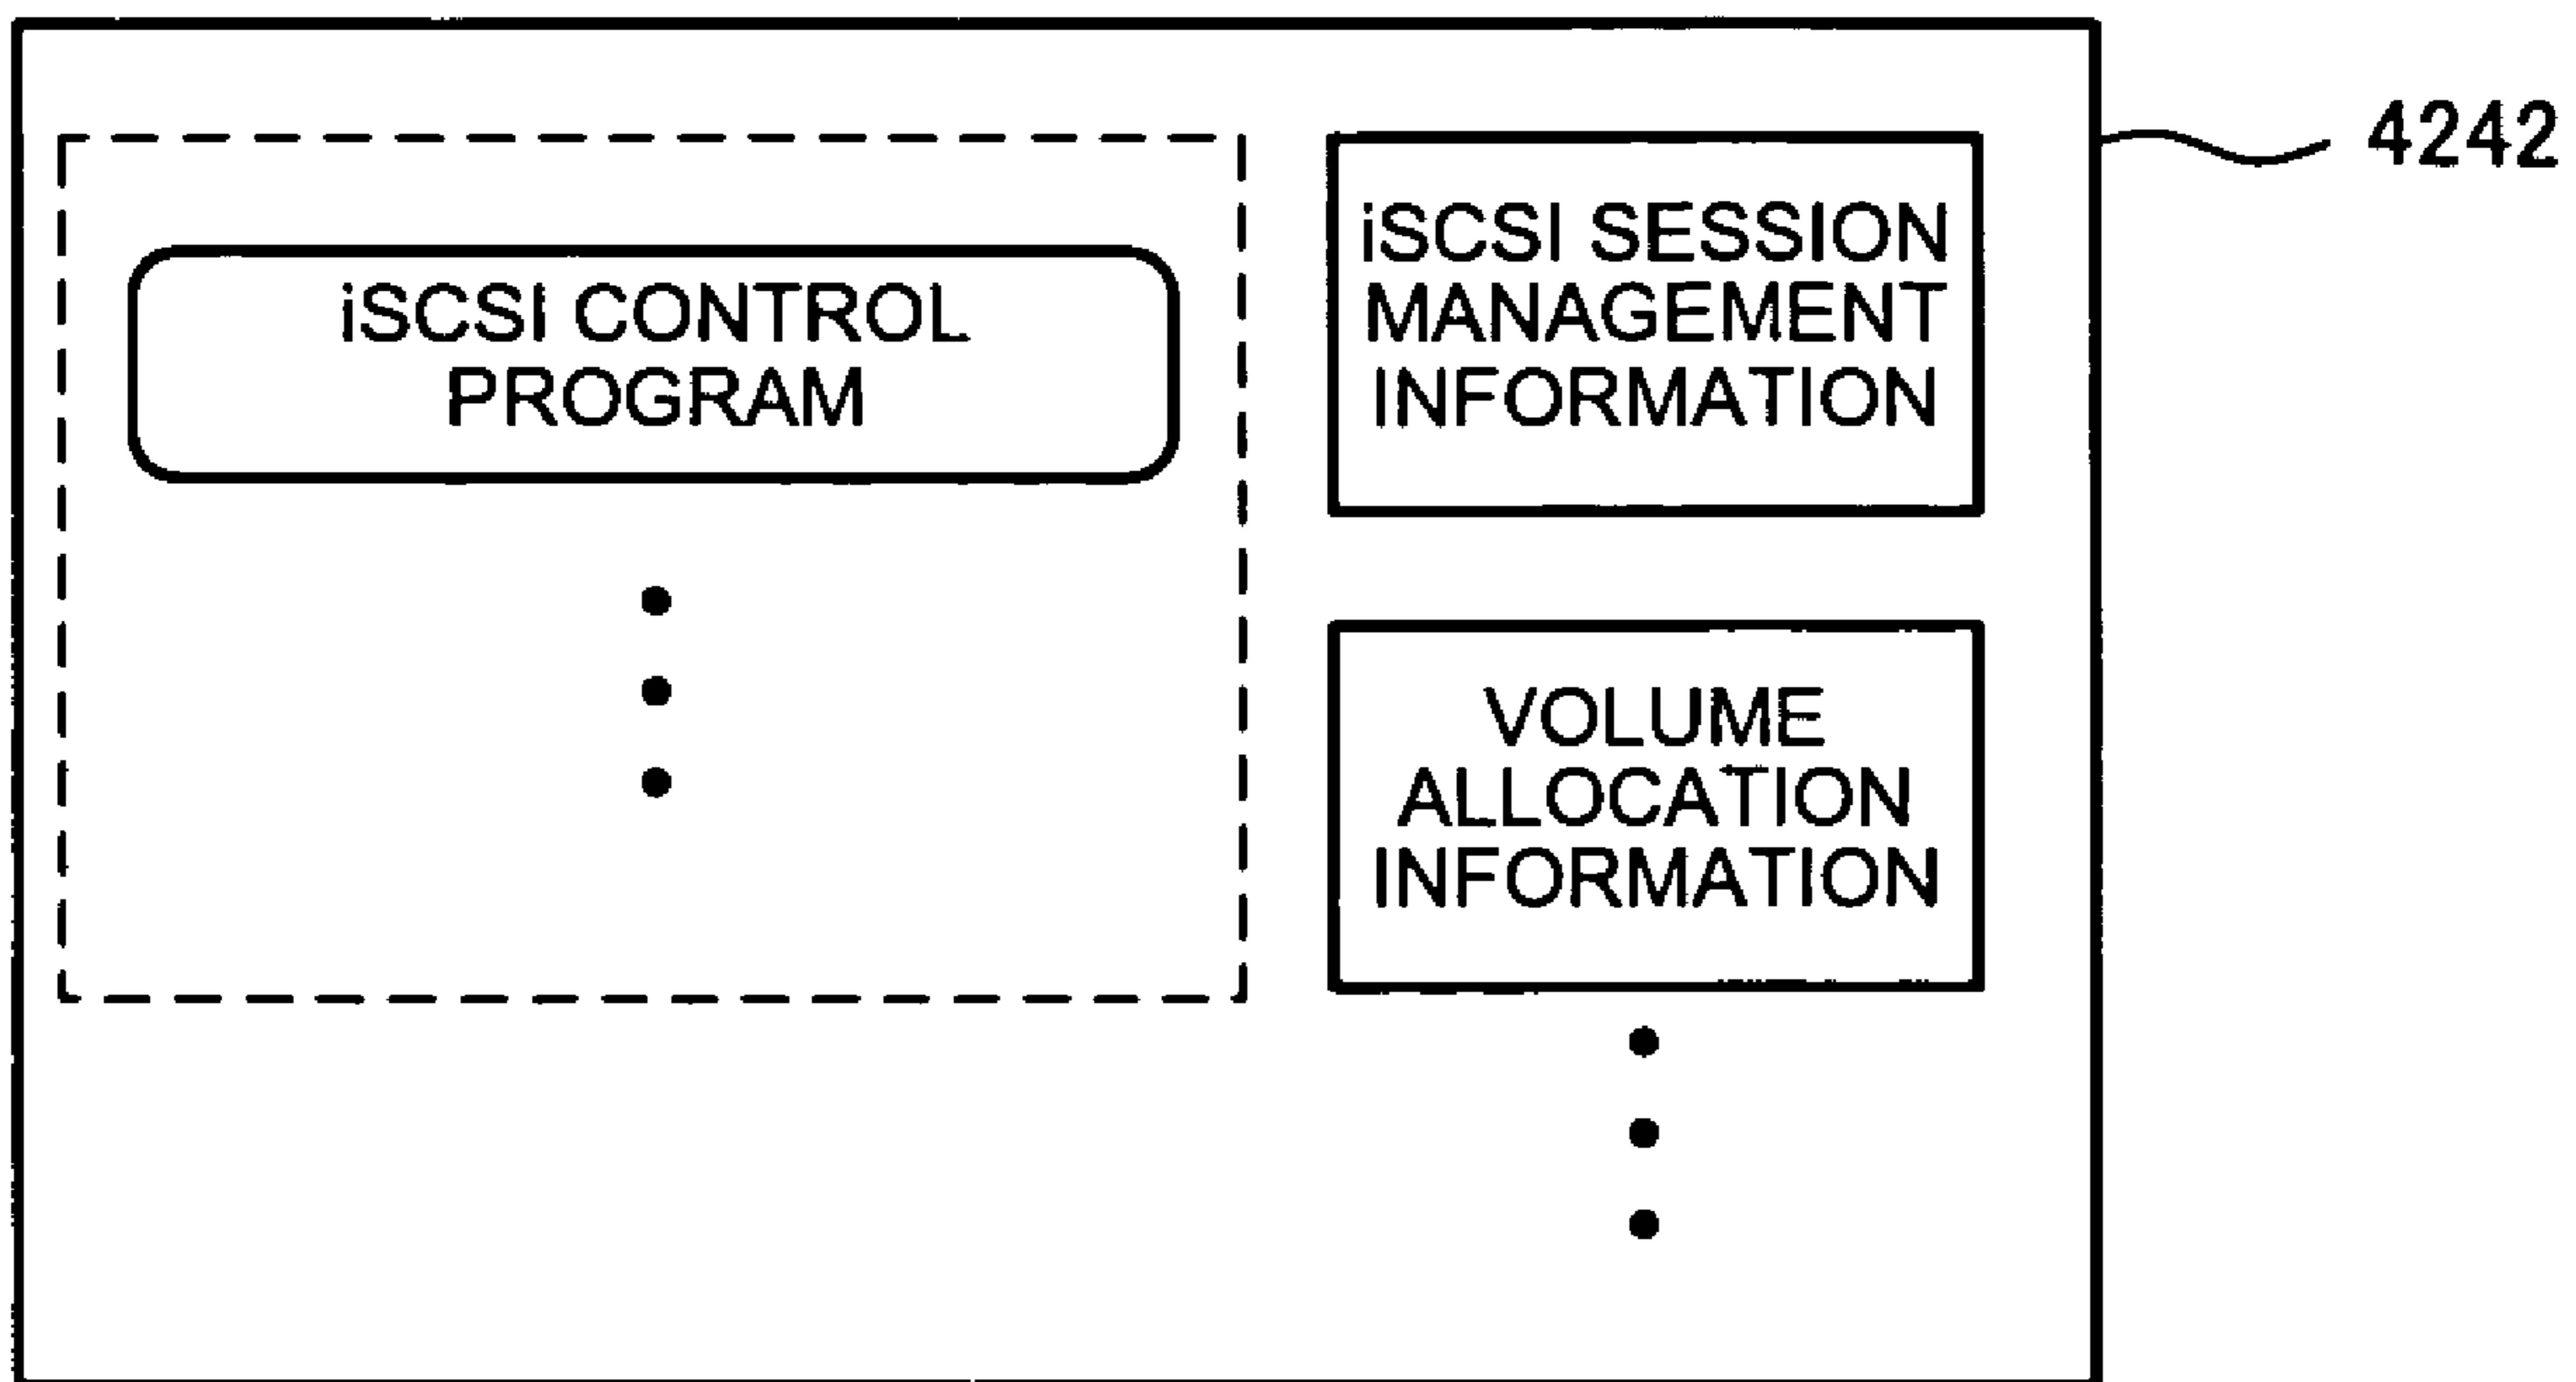 4242
iSCSI CONTROL
PROGRAM
iSCSI SESSION
MANAGEMENT
INFORMATION
VOLUME
ALLOCATION
INFORMATION